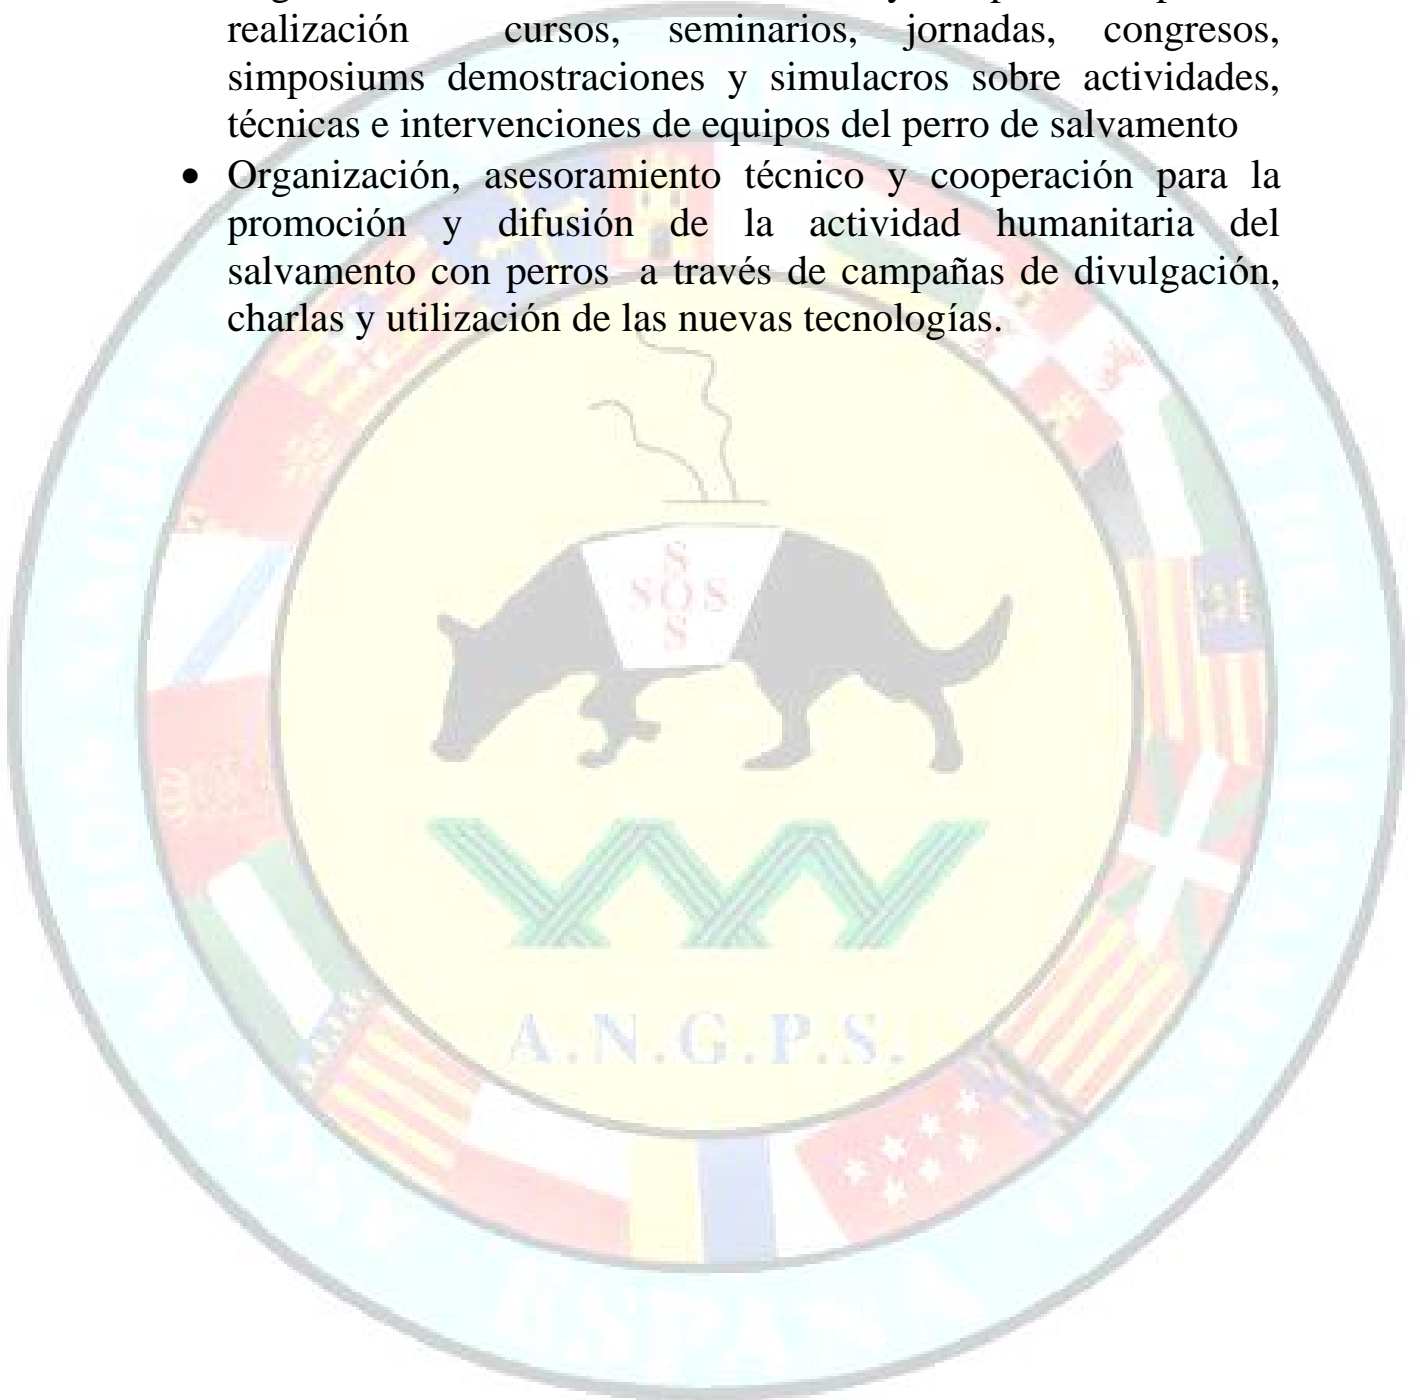 realización cursos, seminarios, jornadas, congresos,
simposiums demostraciones y simulacros sobre actividades,
técnicas e intervenciones de equipos del perro de salvamento
• Organización, asesoramiento técnico y cooperación para la
promoción y difusión de la actividad humanitaria del
salvamento con perros a través de campañas de divulgación,
charlas y utilización de las nuevas tecnologías.
S
SOS
S
A.N.G.P.S.
ESPAÑA